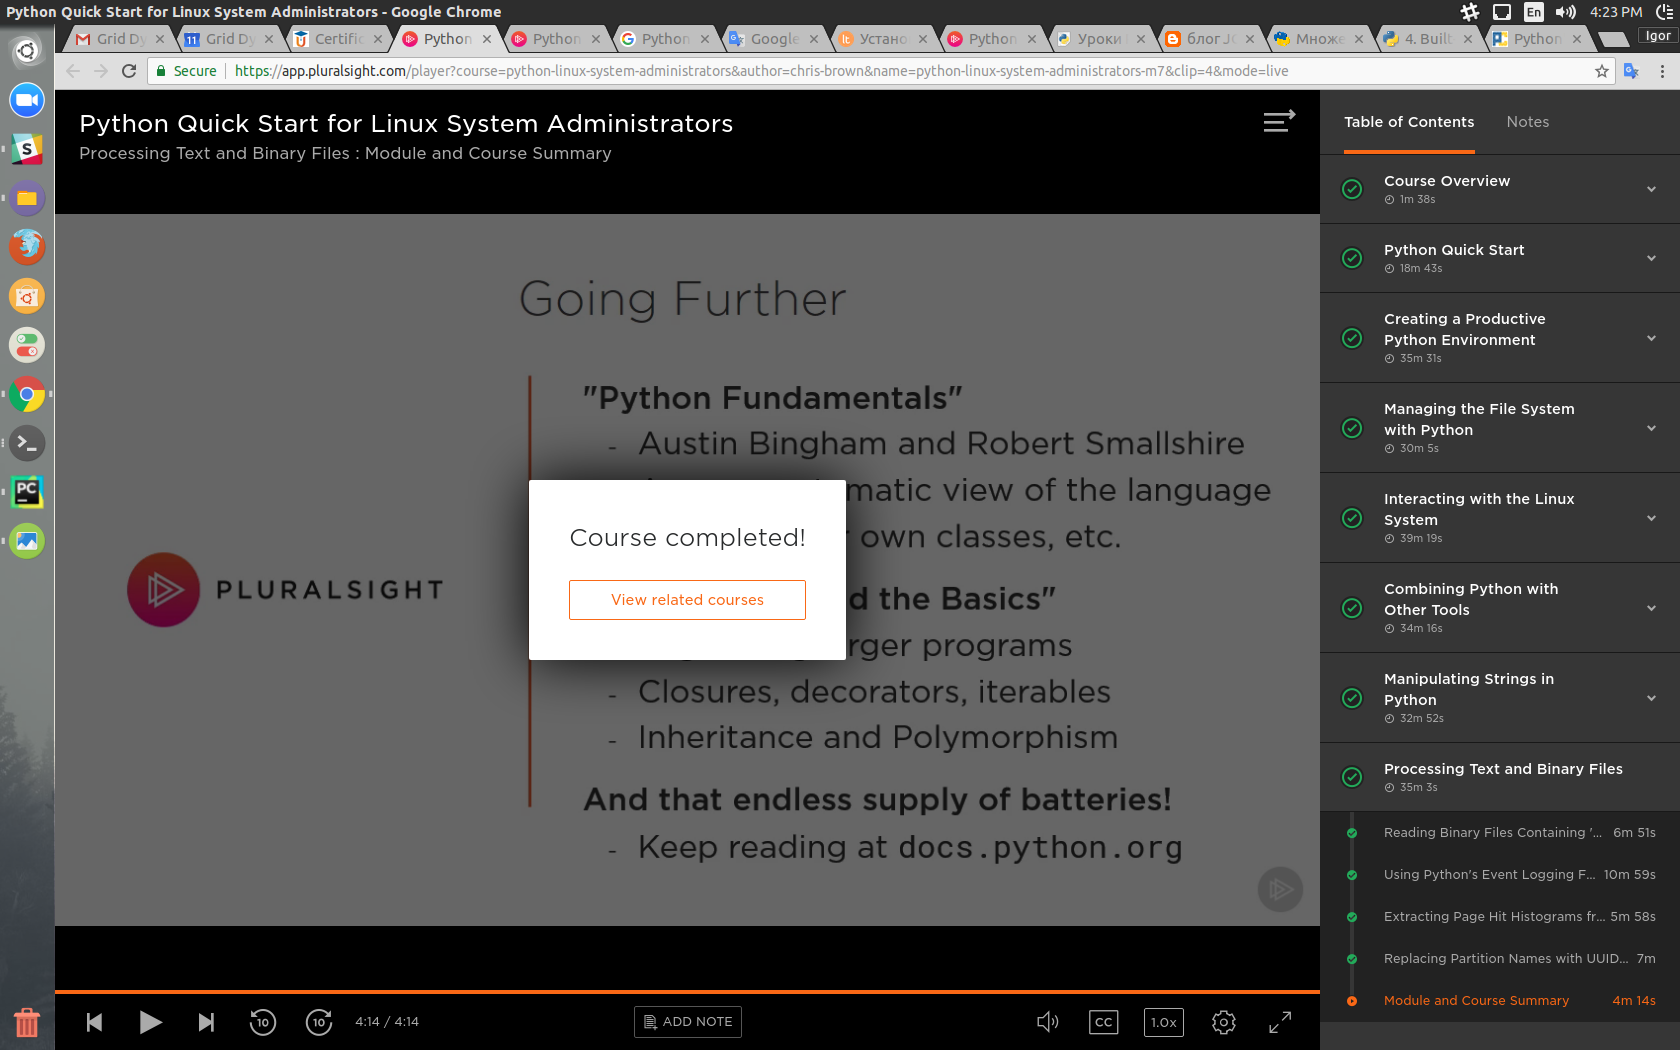 Python Quick Start for Linux System Administrators - Google Chrome
En
4:23 PM
Grid Dy
Grid Dy
Certific
Python
Python
Python
Google
Устано
Python
Уроки
блог JC
Множе
4. Built
Python
Igor
Secure
https://app.pluralsight.com/player?course=python-linux-system-administrators&author=chris-brown&name=python-linux-system-administrators-m7&clip=4&mode=live
Python Quick Start for Linux System Administrators
Processing Text and Binary Files : Module and Course Summary
Going Further
"Python Fundamentals"
- Austin Bingham and Robert Smallshire
matic view of the language
own classes, etc.
d the Basics"
rger programs
- Closures, decorators, iterables
- Inheritance and Polymorphism
And that endless supply of batteries!
- Keep reading at docs.python.org
PLURALSIGHT
Course completed!
View related courses
10
10
4:14 / 4:14
ADD NOTE
CC
1.0x
Table of Contents
Notes
Course Overview
1m 38s
Python Quick Start
18m 43s
Creating a Productive
Python Environment
35m 31s
Managing the File System
with Python
30m 5s
Interacting with the Linux
System
39m 19s
Combining Python with
Other Tools
34m 16s
Manipulating Strings in
Python
32m 52s
Processing Text and Binary Files
35m 3s
Reading Binary Files Containing '... 6m 51s
Using Python's Event Logging F... 10m 59s
Extracting Page Hit Histograms fr... 5m 58s
Replacing Partition Names with UUID... 7m
Module and Course Summary 4m 14s
S
PC